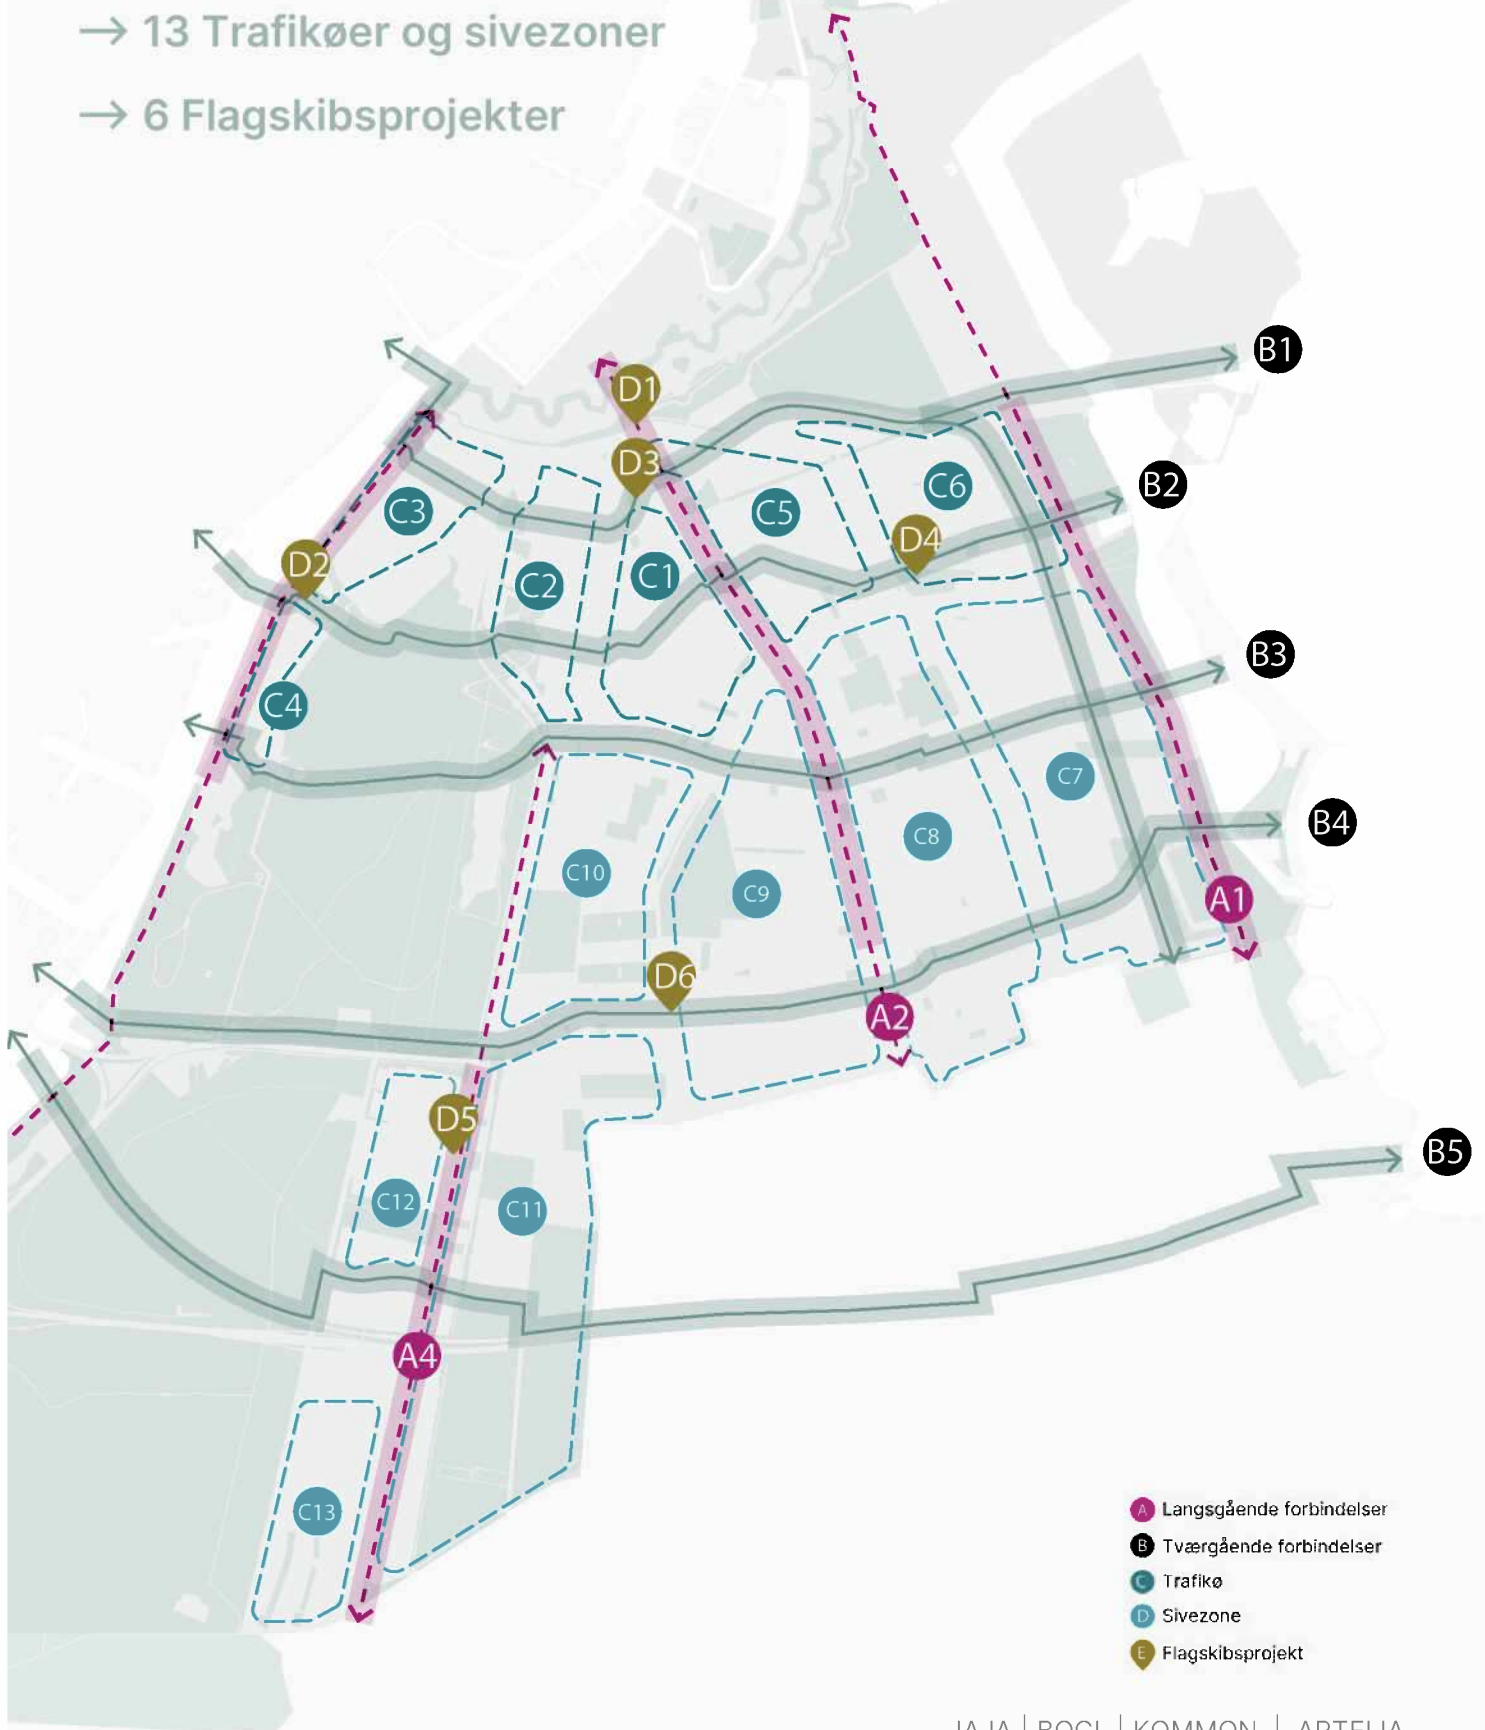 → 13 Trafikøer og sivezoner
→ 6 Flagskibsprojekter
B1
D1
D3
B2
C6
C3
C5
D4
D2
C1
C2
B3
C4
C7
B4
C8
C10
C9
A1
D6
A2
D5
B5
C12
C11
A4
C13
A Langsgående forbindelser
B Tværgående forbindelser
C Trafikø
D Sivezone
E Flagskibsprojekt